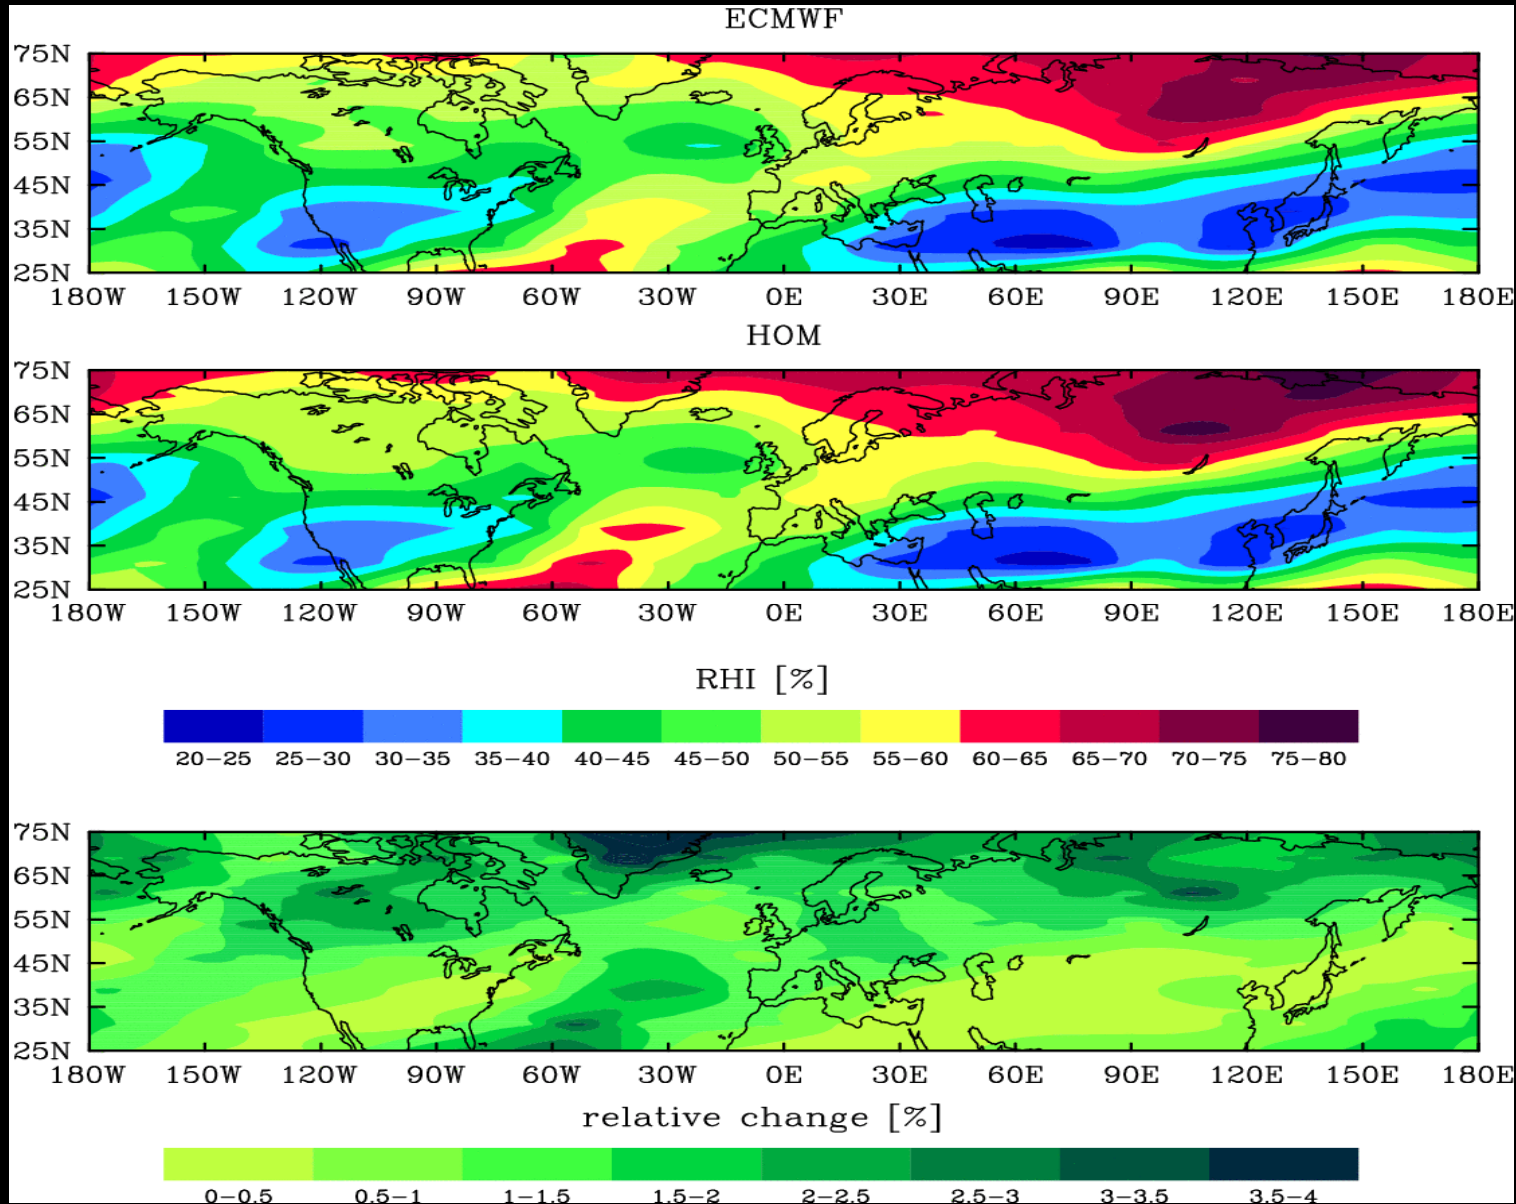 ECMWF
75N
65N
55N
45N
35N
25N
180W 150W 120W 90W 60W 30W 0E 30E 60E 90E 120E 150E 180E
HOM
75N
65N
55N
45N
35N
25N
180W 150W 120W 90W 60W 30W 0E 30E 60E 90E 120E 150E 180E
RHI [%]
20-25 25-30 30-35 35-40 40-45 45-50 50-55 55-60 60-65 65-70 70-75 75-80
75N
65N
55N
45N
35N
25N
180W 150W 120W 90W 60W 30W 0E 30E 60E 90E 120E 150E 180E
relative change [%]
0-0.5 0.5-1 1-1.5 1.5-2 2-2.5 2.5-3 3-3.5 3.5-4